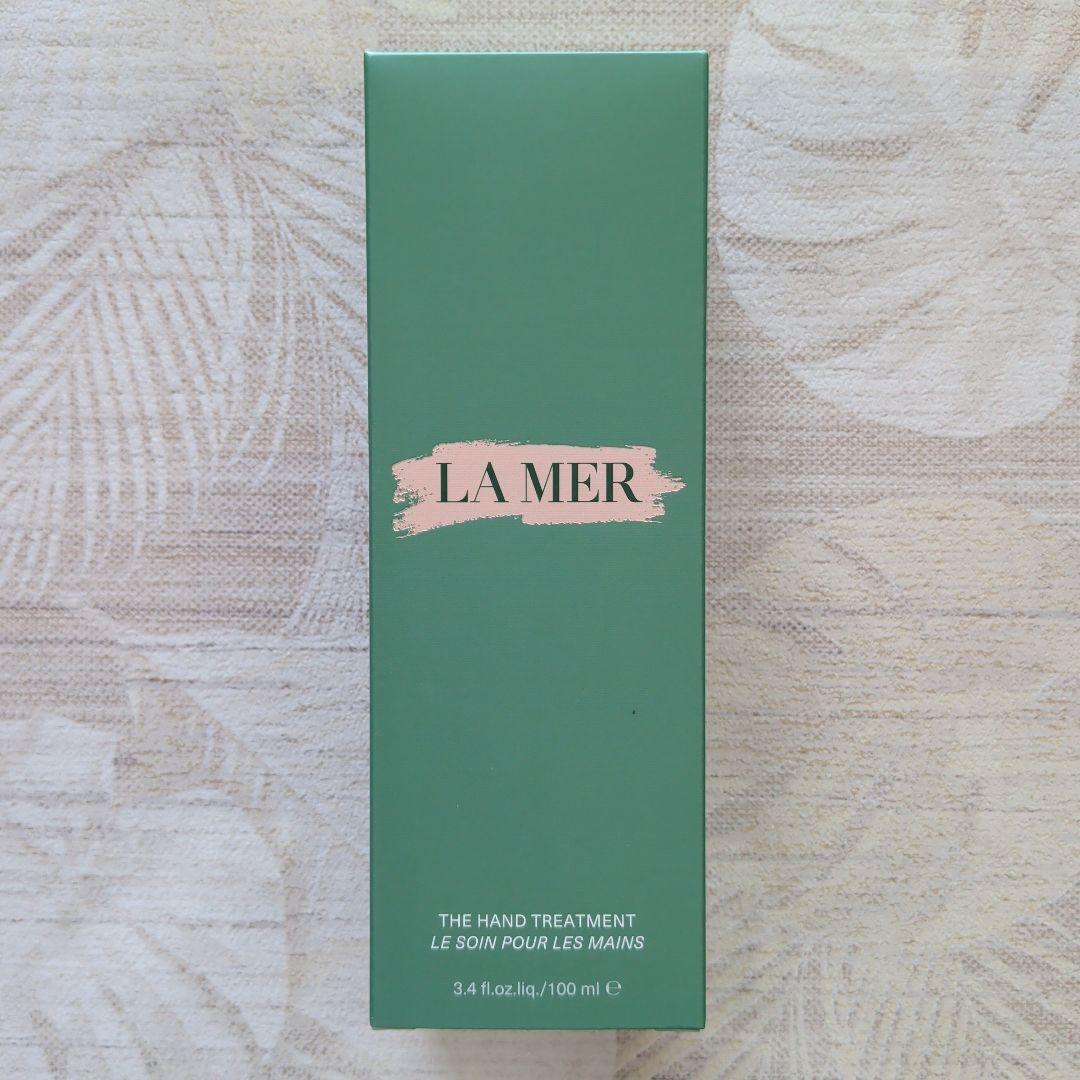 LA MER
THE HAND TREATMENT
LE SOIN POUR LES MAINS
3.4 fl.oz.liq./100 ml ℮